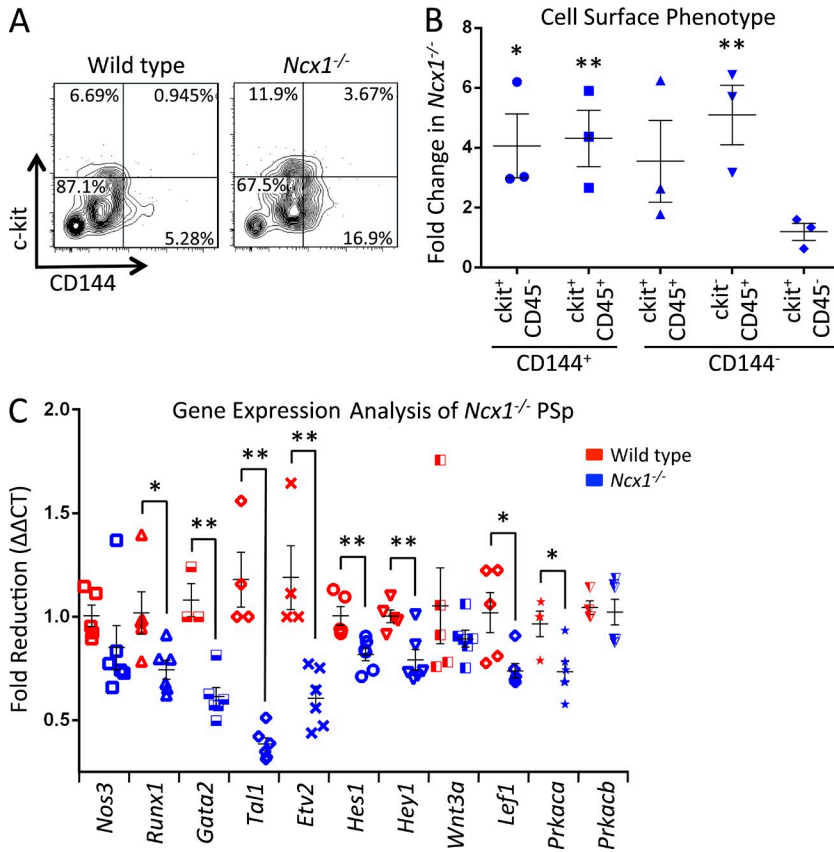 A
Wild type
Ncx1-/-
6.69%
0.945%
87.1%
5.28%
11.9%
3.67%
67.5%
16.9%
c-kit
CD144
B
Cell Surface Phenotype
Fold Change in Ncx1-/-
8
6
4
2
0
*
**
**
ckit+
CD45-
ckit+
CD45+
ckit+
CD45+
ckit-
CD45+
ckit+
CD45-
CD144+
CD144-
C
Gene Expression Analysis of Ncx1-/- PSp
Wild type
Ncx1-/-
Fold Reduction (ΔΔCT)
2.0
1.5
1.0
0.5
*
**
**
**
**
**
*
*
Nos3
Runx1
Gata2
Tal1
Etv2
Hes1
Hey1
Wnt3a
Lef1
Prkaca
Prkacb